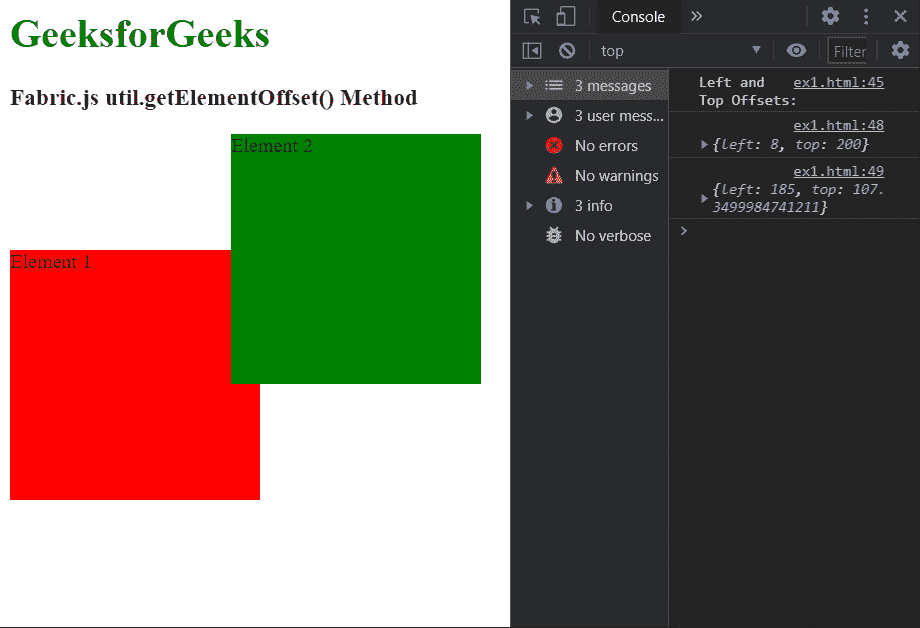 GeeksforGeeks
Fabric.js util.getElementOffset() Method
Element 2
Element 1
Console
top
Filter
3 messages
3 user mess...
No errors
No warnings
3 info
No verbose
Left and ex1.html:45
Top Offsets:
ex1.html:48
{left: 8, top: 200}
ex1.html:49
{left: 185, top: 107.
3499984741211}